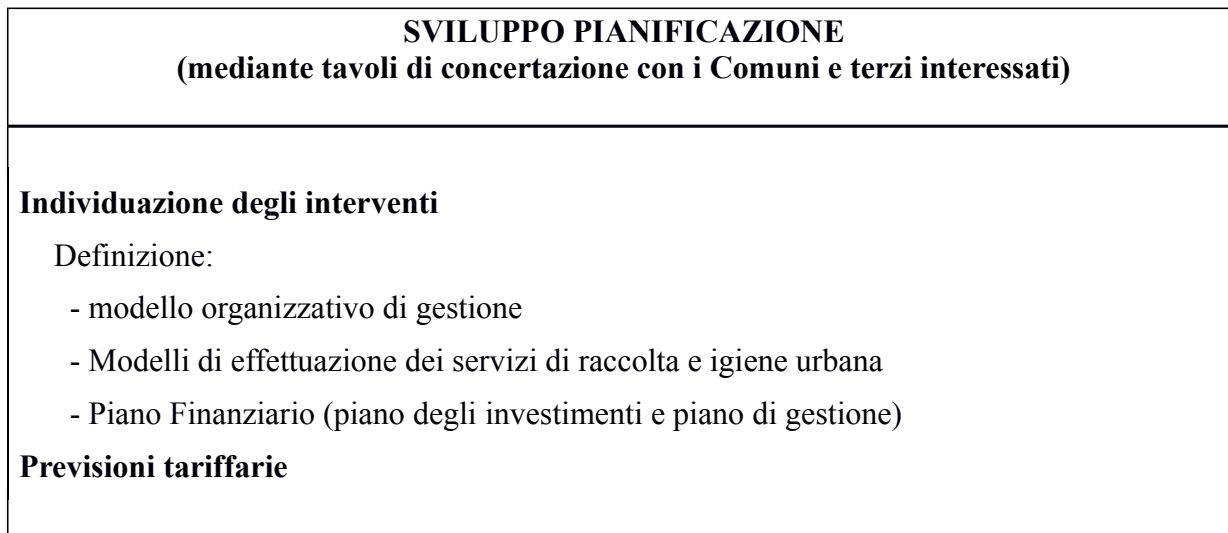 SVILUPPO PIANIFICAZIONE
(mediante tavoli di concertazione con i Comuni e terzi interessati)
Individuazione degli interventi
Definizione:
- modello organizzativo di gestione
- Modelli di effettuazione dei servizi di raccolta e igiene urbana
- Piano Finanziario (piano degli investimenti e piano di gestione)
Previsioni tariffarie